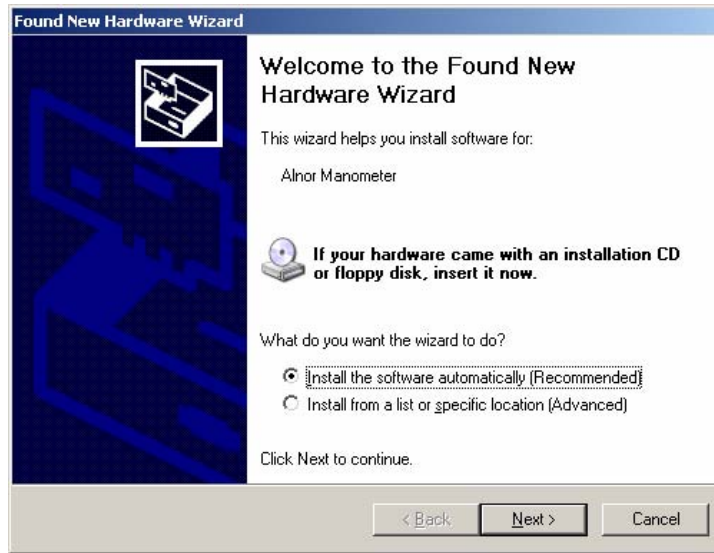 Found New Hardware Wizard
Welcome to the Found New
Hardware Wizard
This wizard helps you install software for:
Alnor Manometer
If your hardware came with an installation CD
or floppy disk, insert it now.
What do you want the wizard to do?
Install the software automatically (Recommended)
Install from a list or specific location (Advanced)
Click Next to continue.
< Back Next > Cancel